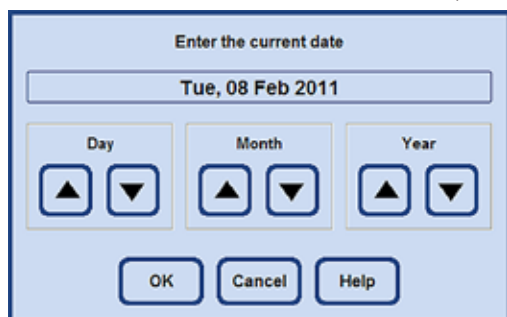 Enter the current date
Tue, 08 Feb 2011
Day Month Year
OK Cancel Help